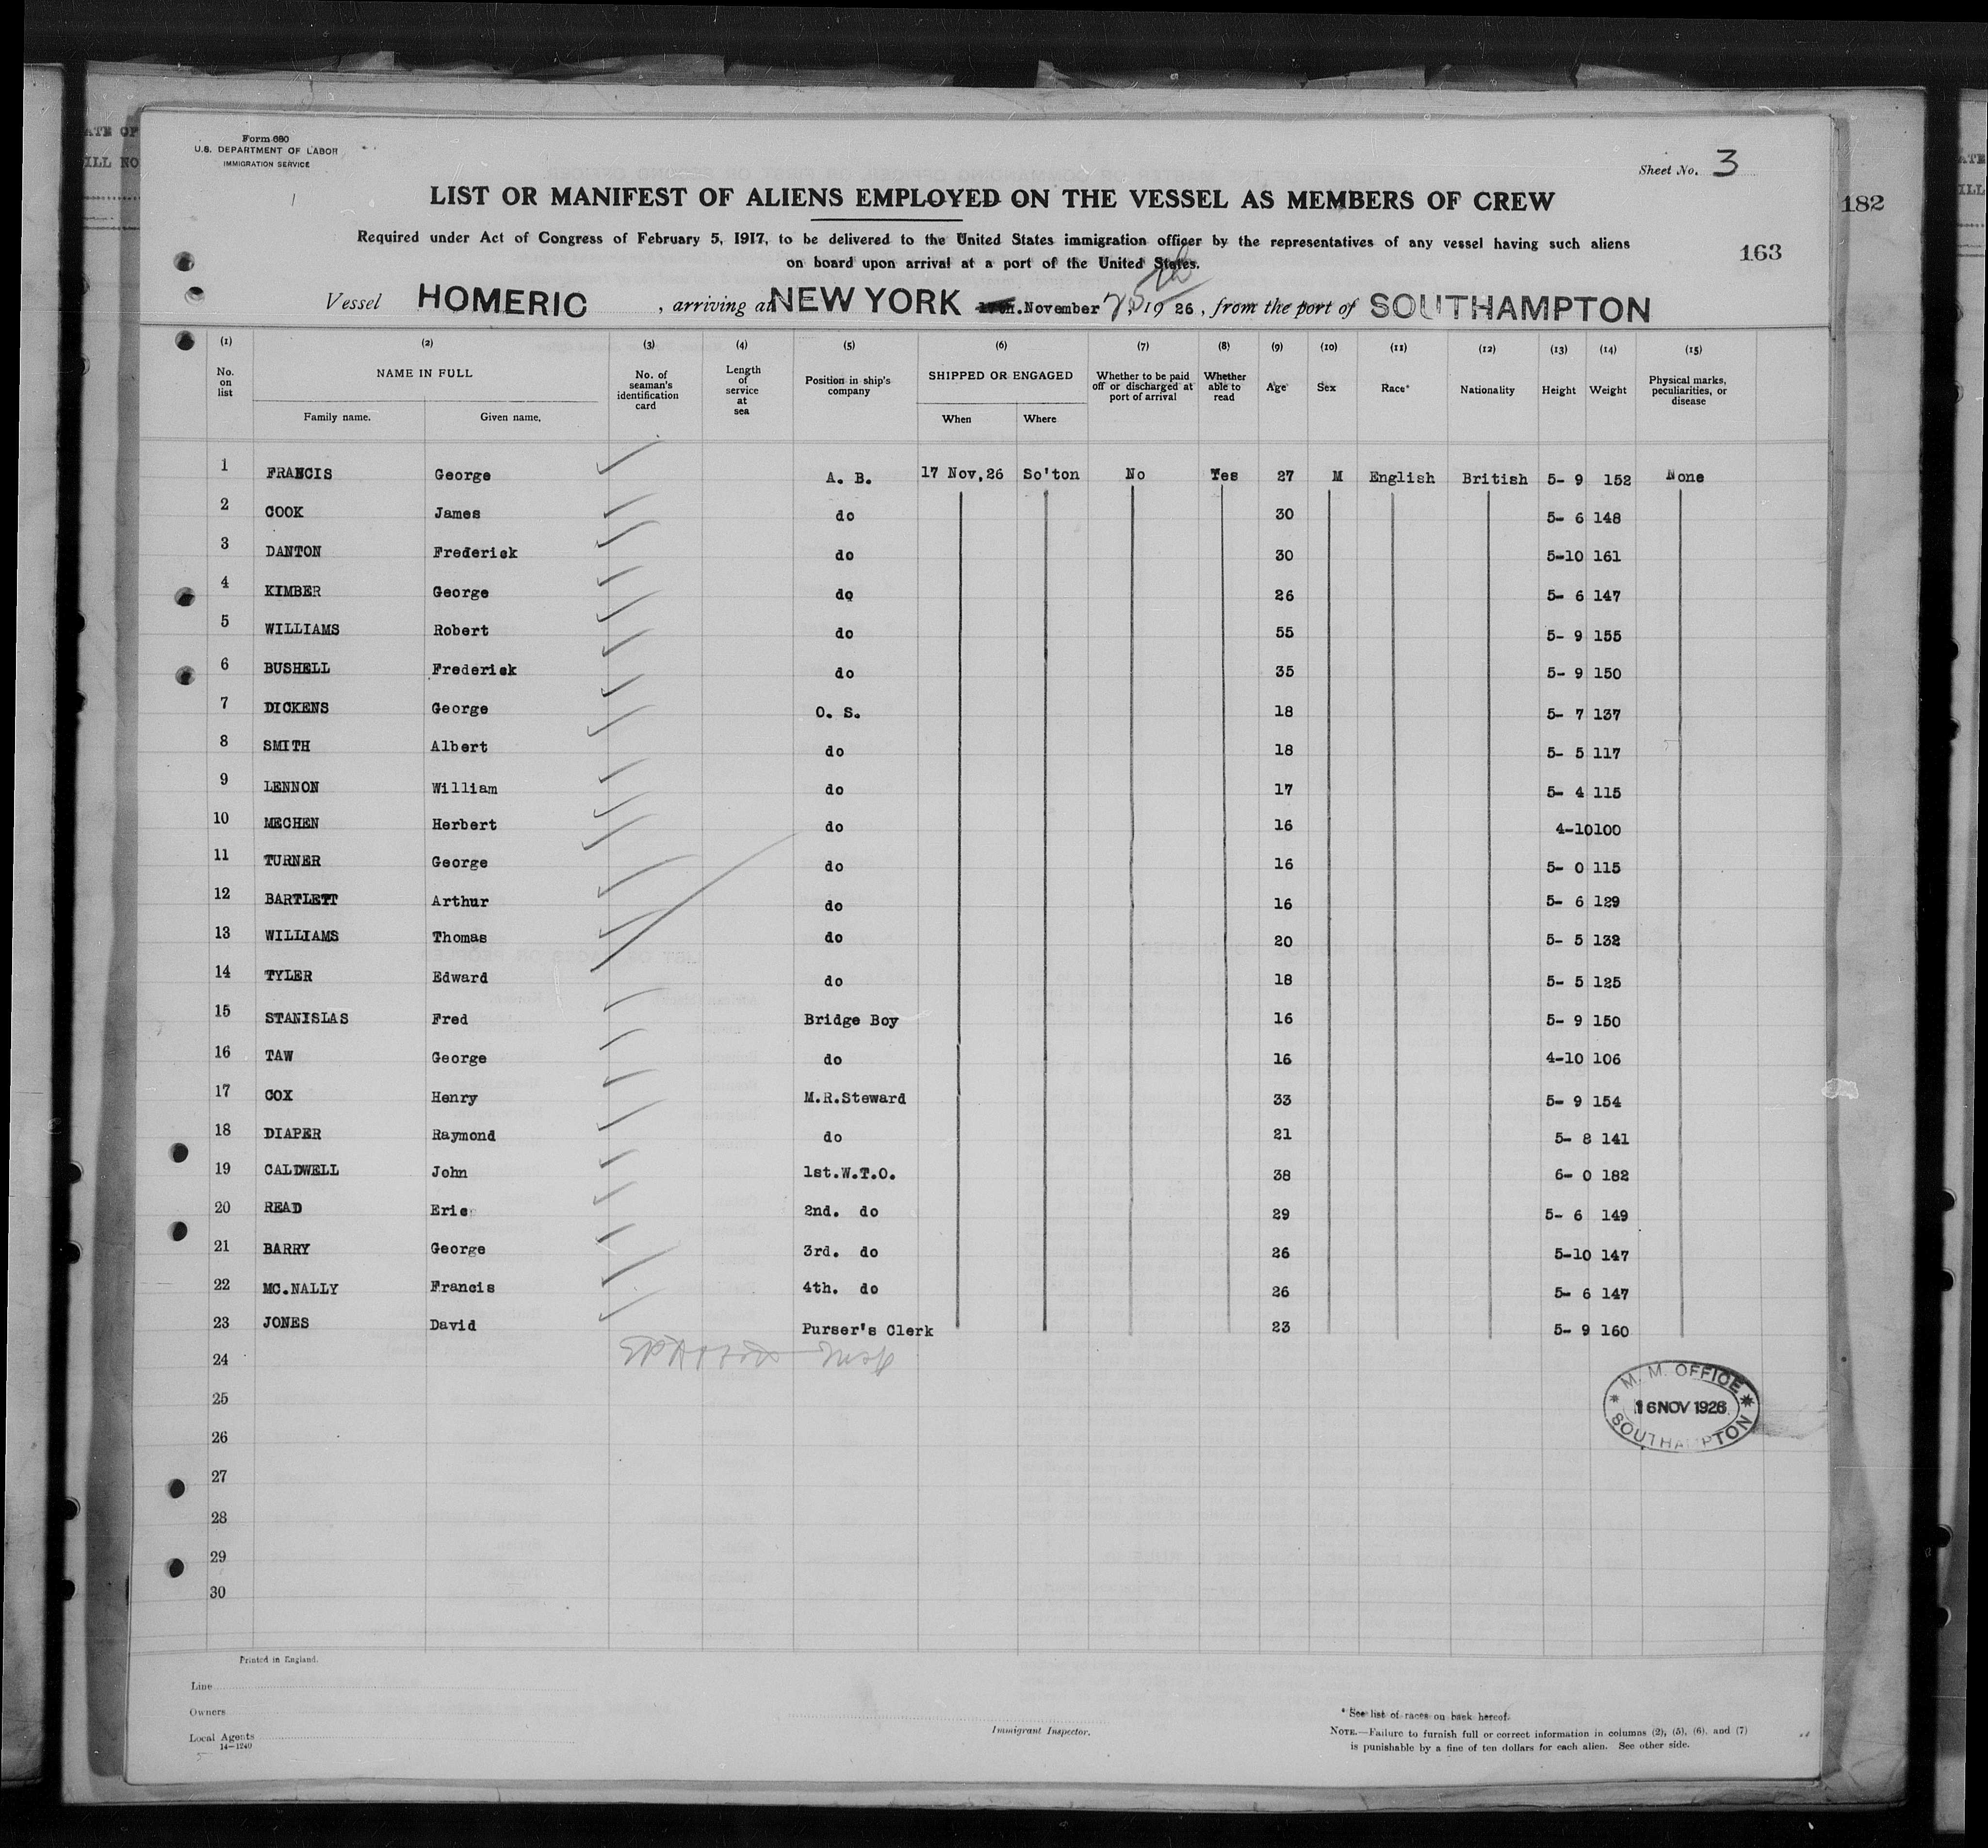 Form 680
U.S. DEPARTMENT OF LABOR
IMMIGRATION SERVICE
Sheet No. 3
LIST OR MANIFEST OF ALIENS EMPLOYED ON THE VESSEL AS MEMBERS OF CREW
182
Required under Act of Congress of February 5, 1917, to be delivered to the United States immigration officer by the representatives of any vessel having such aliens
on board upon arrival at a port of the United States.
163
Vessel HOMERIC , arriving at NEW YORK November 25th, 1926, from the port of SOUTHAMPTON
(1) (2) (3) (4) (5) (6) (7) (8) (9) (10) (11) (12) (13) (14) (15)
No. on list NAME IN FULL No. of seaman's identification card Length of service at sea Position in ship's company SHIPPED OR ENGAGED Whether to be paid off or discharged at port of arrival Whether able to read Age Sex Race* Nationality Height Weight Physical marks, peculiarities, or disease
Family name. Given name. When Where
1 FRANCIS George A. B. 17 Nov,26 So'ton No Yes 27 M English British 5- 9 152 None
2 COOK James do 30 5- 6 148
3 DANTON Frederick do 30 5-10 161
4 KIMBER George do 26 5- 6 147
5 WILLIAMS Robert do 55 5- 9 155
6 BUSHELL Frederick do 35 5- 9 150
7 DICKENS George O. S. 18 5- 7 137
8 SMITH Albert do 18 5- 5 117
9 LENNON William do 17 5- 4 115
10 MECHEN Herbert do 16 4-10 100
11 TURNER George do 16 5- 0 115
12 BARTLETT Arthur do 16 5- 6 129
13 WILLIAMS Thomas do 20 5- 5 132
14 TYLER Edward do 18 5- 5 125
15 STANISLAS Fred Bridge Boy 16 5- 9 150
16 TAW George do 16 4-10 106
17 COX Henry M.R.Steward 33 5- 9 154
18 DIAPER Raymond do 21 5- 8 141
19 CALDWELL John 1st.W.T.O. 38 6- 0 182
20 READ Eric 2nd. do 29 5- 6 149
21 BARRY George 3rd. do 26 5-10 147
22 MC.NALLY Francis 4th. do 26 5- 6 147
23 JONES David Purser's Clerk 23 5- 9 160
24
25
26
27
28
29
30
M. M. OFFICE
16 NOV 1926
SOUTHAMPTON
Printed in England.
Line
Owners
Local Agents
14-1240
Immigrant Inspector.
* See list of races on back hereof.
NOTE.—Failure to furnish full or correct information in columns (2), (5), (6), and (7)
is punishable by a fine of ten dollars for each alien. See other side.